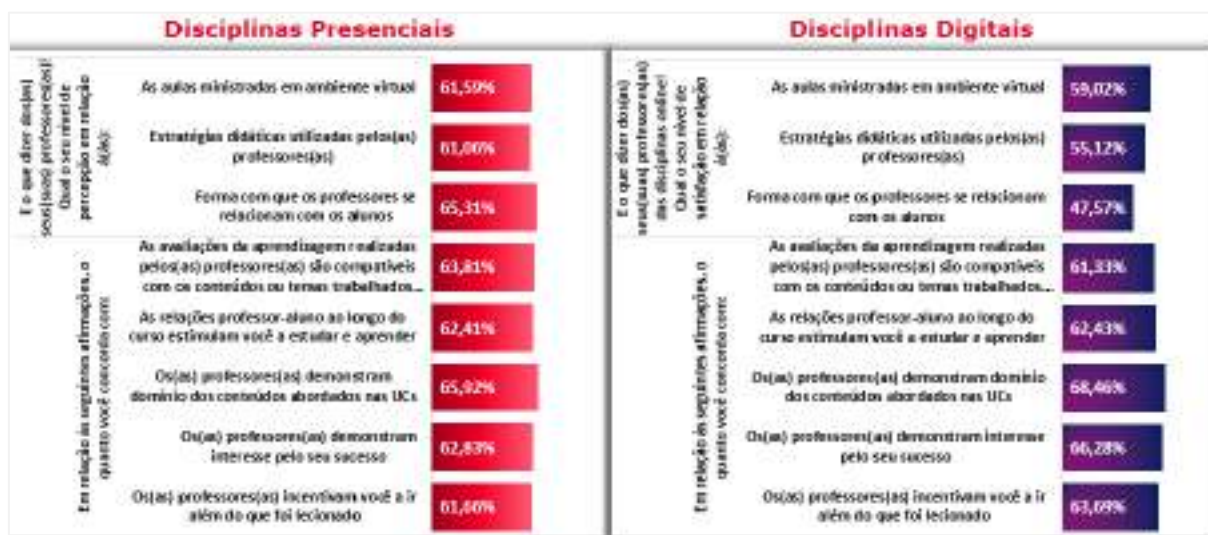 Disciplinas Presenciais
E o que dizer dos(as)
seus(suas) professores(as)!
Qual o seu nível de
percepção em relação
à(às):
As aulas ministradas em ambiente virtual
61,59%
Estratégias didáticas utilizadas pelos(as)
professores(as)
61,06%
Forma com que os professores se
relacionam com os alunos
65,31%
Em relação às seguintes afirmações, o
quanto você concorda com:
As avaliações da aprendizagem realizadas
pelos(as) professores(as) são compatíveis
com os conteúdos ou temas trabalhados...
63,81%
As relações professor-aluno ao longo do
curso estimulam você a estudar e aprender
62,41%
Os(as) professores(as) demonstram
domínio dos conteúdos abordados nas UCs
65,92%
Os(as) professores(as) demonstram
interesse pelo seu sucesso
62,83%
Os(as) professores(as) incentivam você a ir
além do que foi lecionado
61,66%
Disciplinas Digitais
E o que dizer dos(as)
seus(suas) professores(as)
das disciplinas online!
Qual o seu nível de
satisfação em relação
à(às):
As aulas ministradas em ambiente virtual
59,02%
Estratégias didáticas utilizadas pelos(as)
professores(as)
55,12%
Forma com que os professores se relacionam
com os alunos
47,57%
Em relação às seguintes afirmações, o
quanto você concorda com:
As avaliações da aprendizagem realizadas
pelos(as) professores(as) são compatíveis
com os conteúdos ou temas trabalhados...
61,33%
As relações professor-aluno ao longo do
curso estimulam você a estudar e aprender
62,43%
Os(as) professores(as) demonstram domínio
dos conteúdos abordados nas UCs
68,46%
Os(as) professores(as) demonstram interesse
pelo seu sucesso
66,28%
Os(as) professores(as) incentivam você a ir
além do que foi lecionado
63,69%